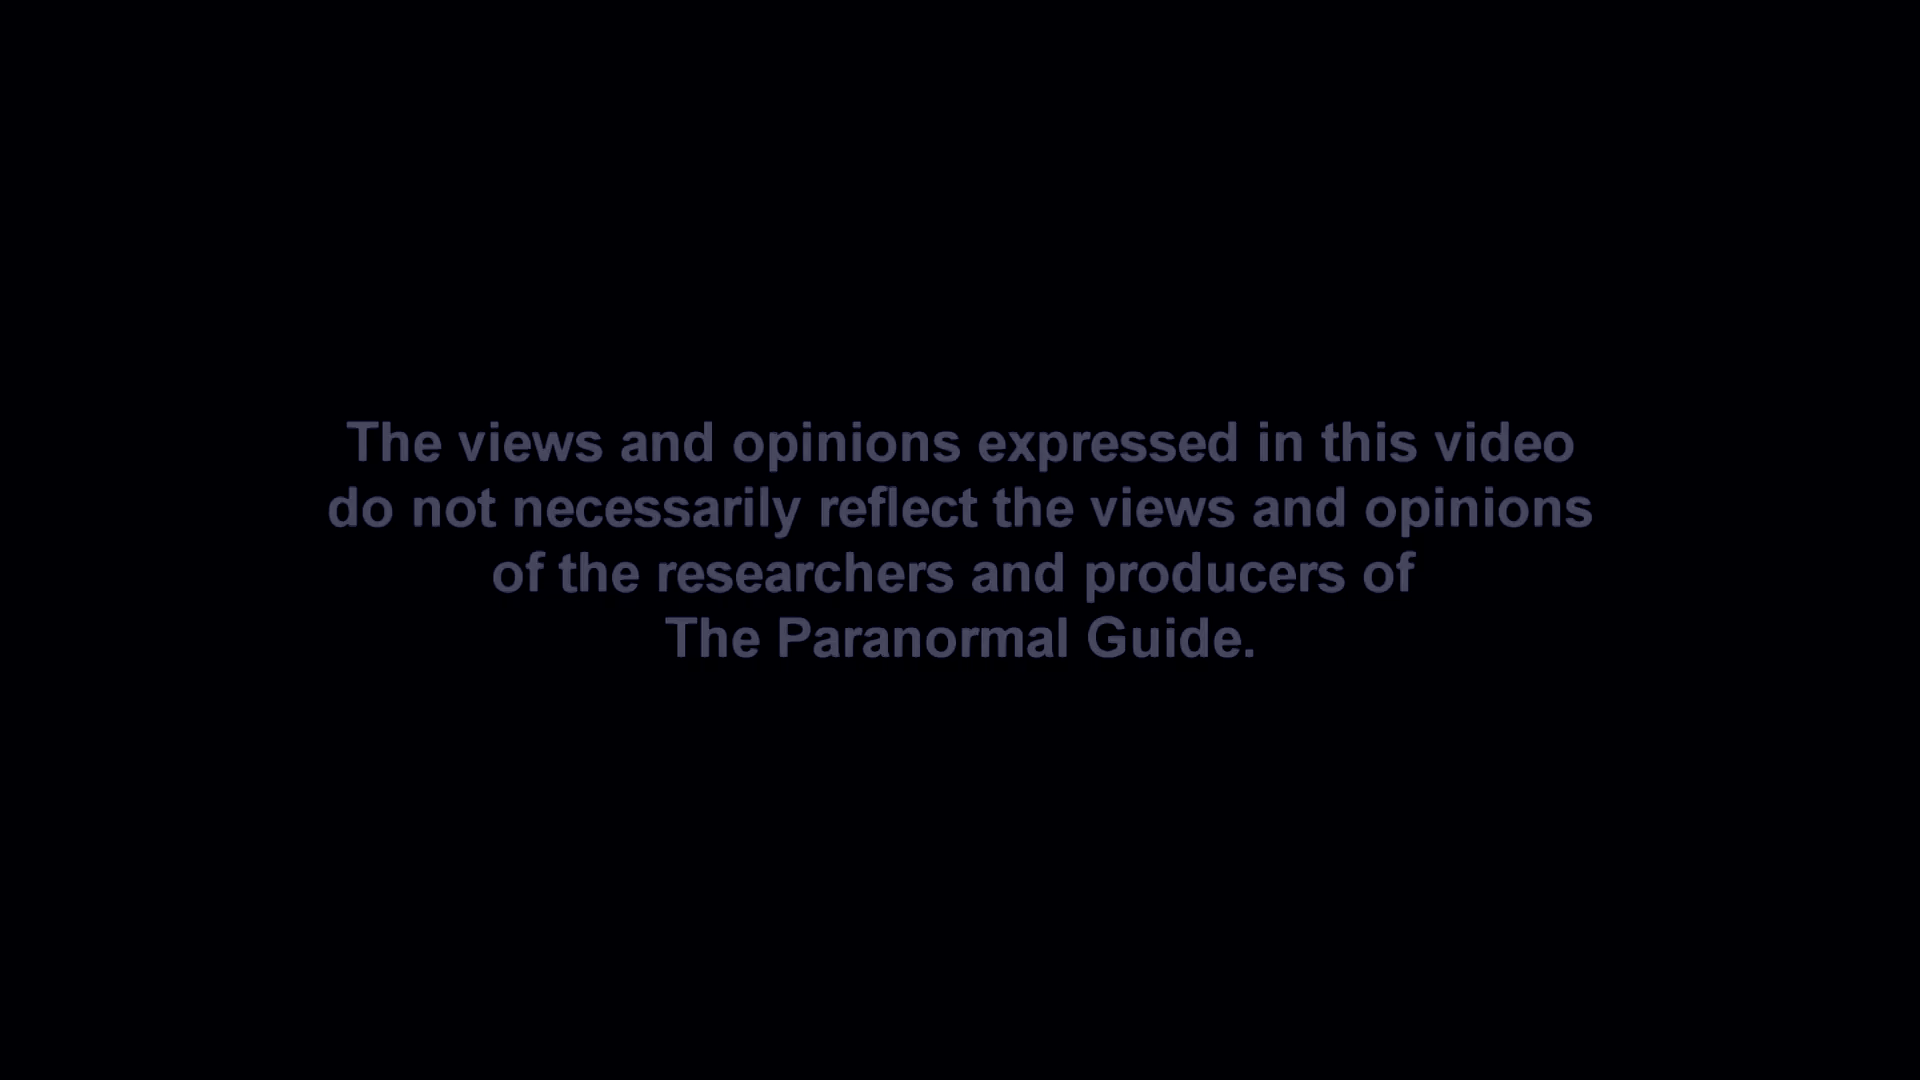 The views and opinions expressed in this video
do not necessarily reflect the views and opinions
of the researchers and producers of
The Paranormal Guide.